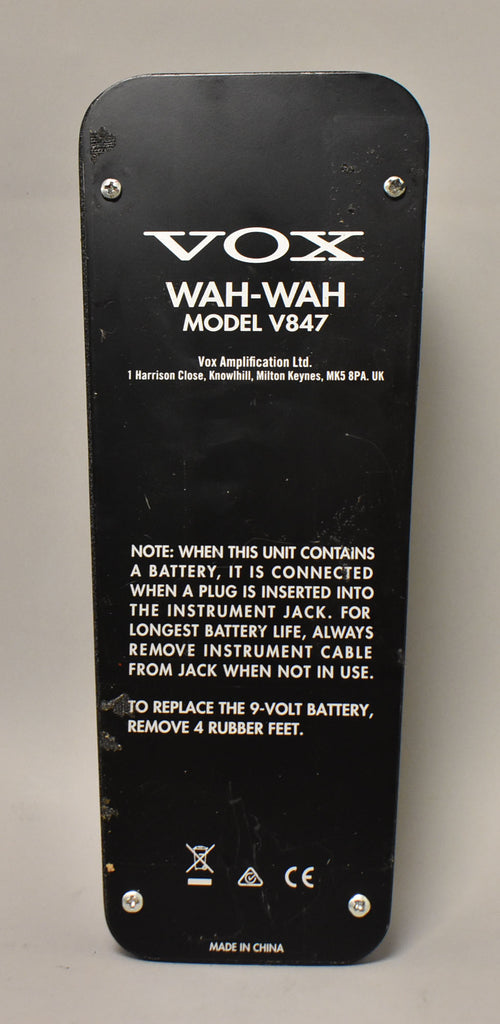 VOX
WAH-WAH
MODEL V847
Vox Amplification Ltd.
1 Harrison Close, Knowlhill, Milton Keynes, MK5 8PA. UK
NOTE: WHEN THIS UNIT CONTAINS
A BATTERY, IT IS CONNECTED
WHEN A PLUG IS INSERTED INTO
THE INSTRUMENT JACK. FOR
LONGEST BATTERY LIFE, ALWAYS
REMOVE INSTRUMENT CABLE
FROM JACK WHEN NOT IN USE.
TO REPLACE THE 9-VOLT BATTERY,
REMOVE 4 RUBBER FEET.
CE
MADE IN CHINA